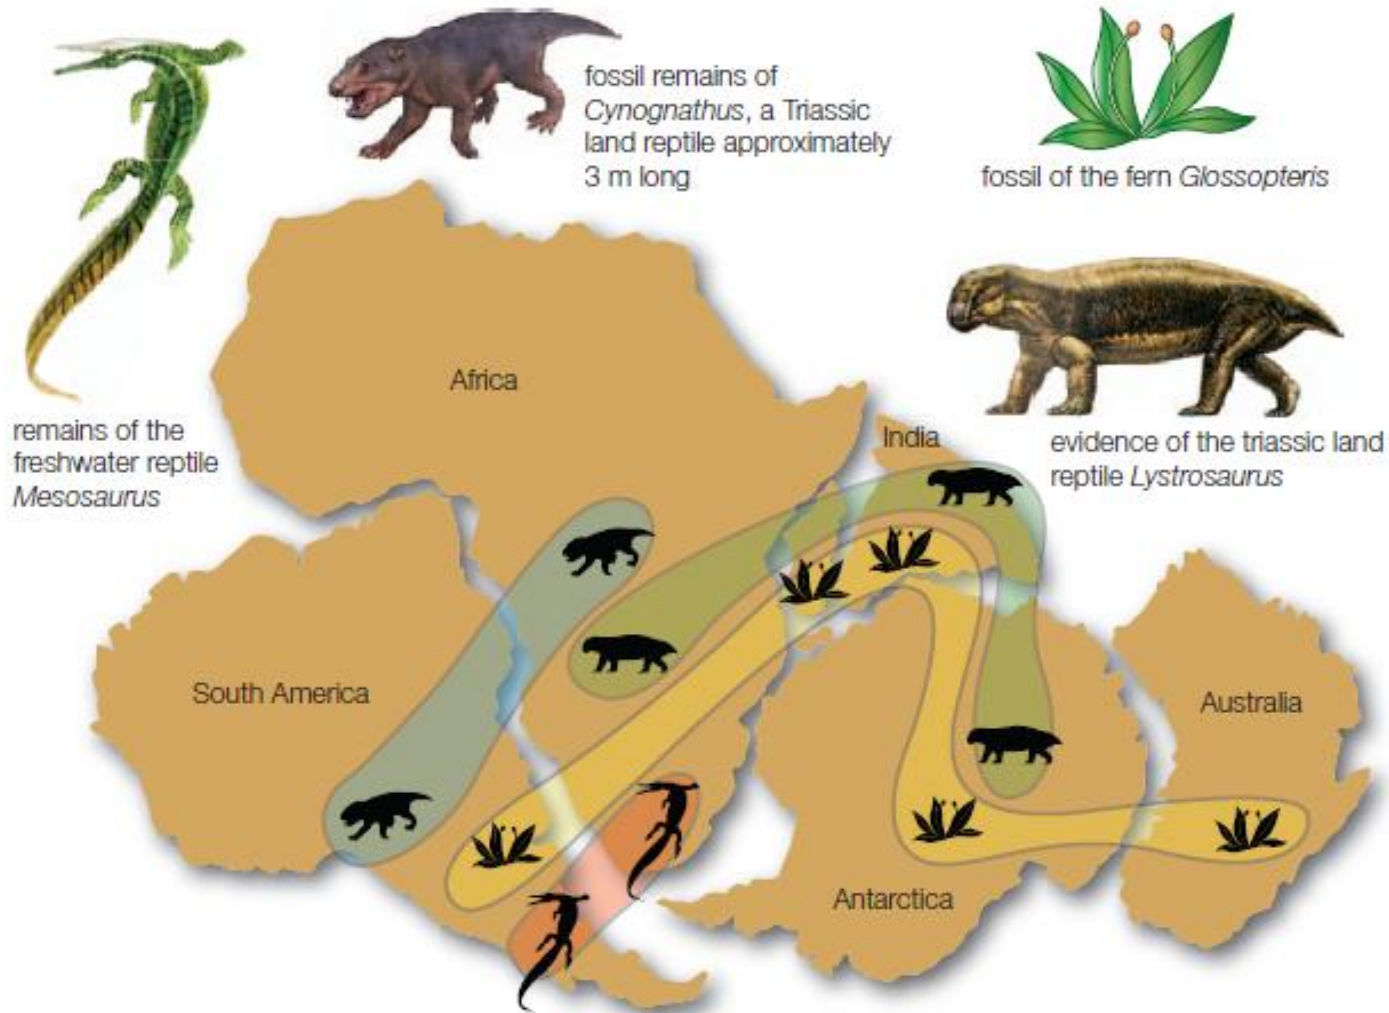 fossil remains of
Cynognathus, a Triassic
land reptile approximately
3 m long
fossil of the fern Glossopteris
remains of the
freshwater reptile
Mesosaurus
evidence of the triassic land
reptile Lystrosaurus
Africa
India
South America
Australia
Antarctica